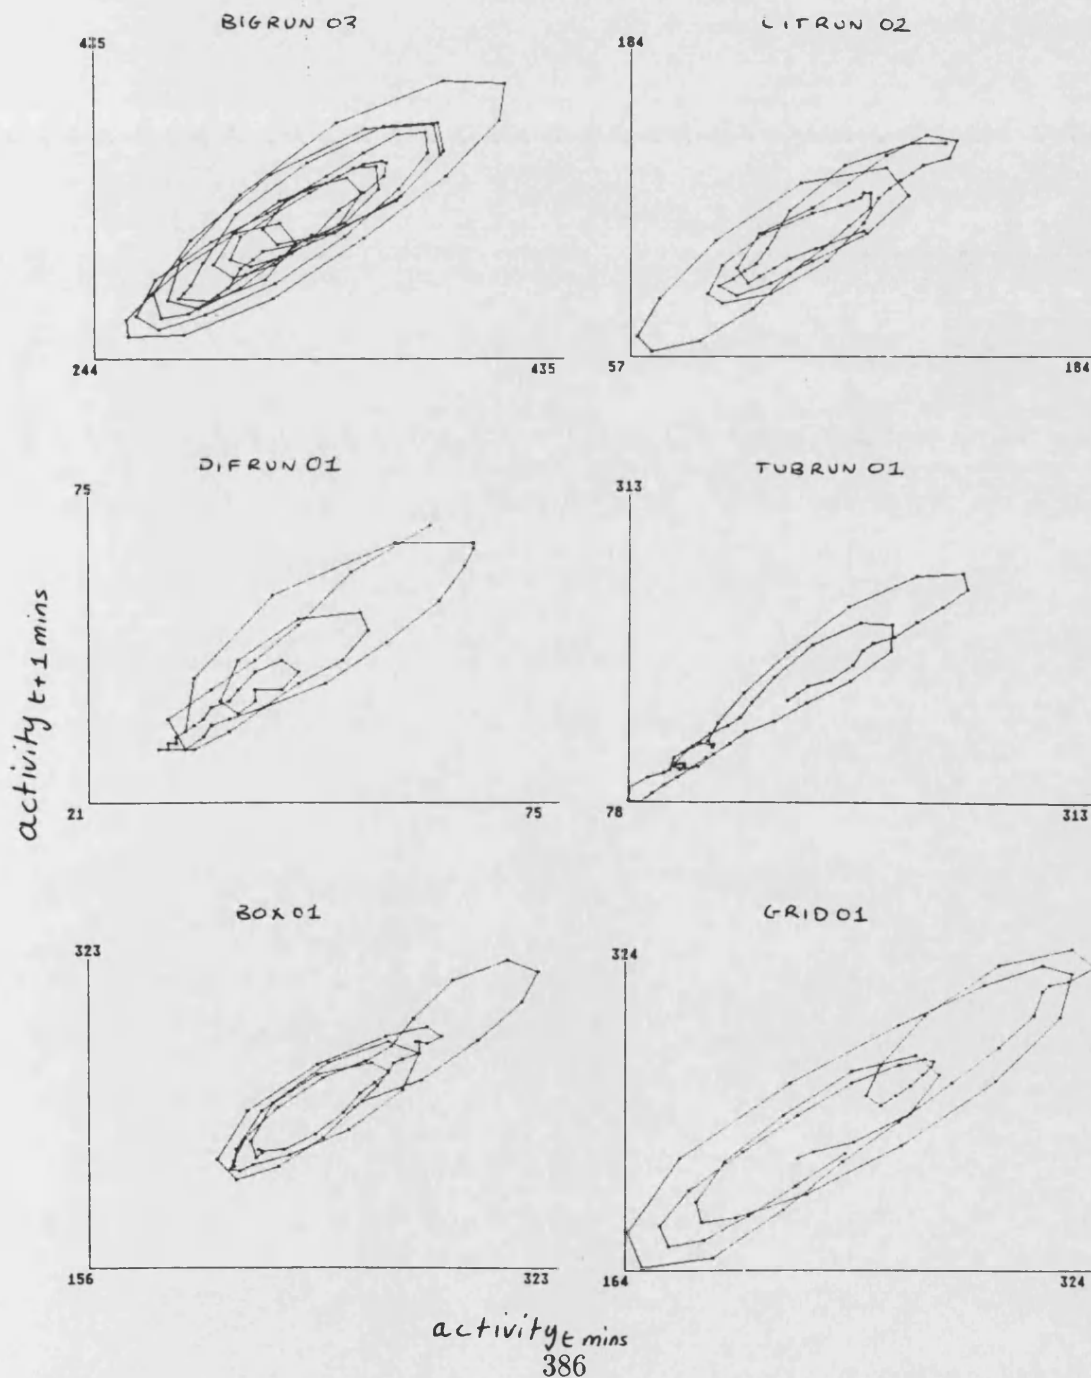 BIGRUN 03
LITRUN 02
435
184
244
435
57
184
DIFRUN 01
TUBRUN 01
75
313
activity t+1 mins
21
75
78
313
BOX 01
GRID 01
323
324
156
323
164
324
activity t mins
386